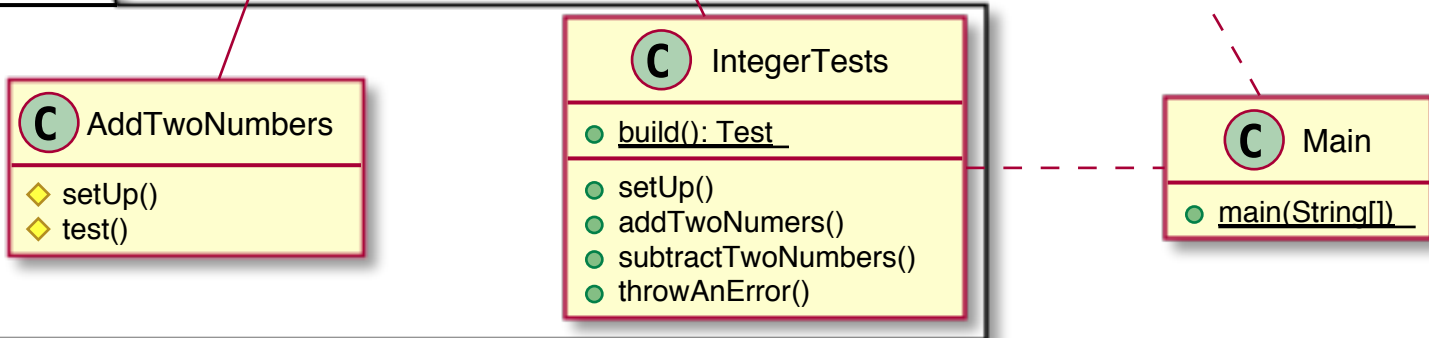 C AddTwoNumbers
setUp()
test()
C IntegerTests
build(): Test
setUp()
addTwoNumers()
subtractTwoNumbers()
throwAnError()
C Main
main(String[])